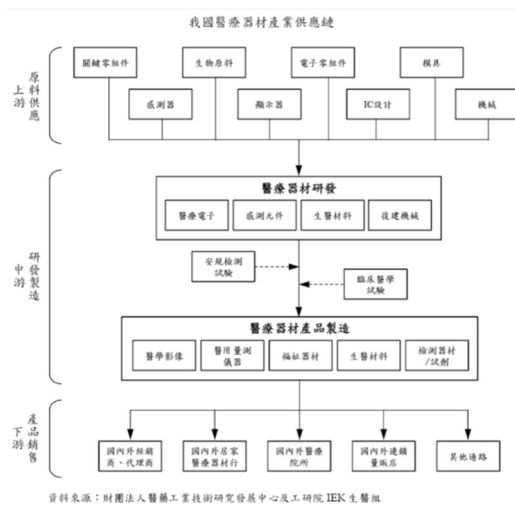 我國醫療器材產業供應鏈
原料供應
上游
關鍵零組件
生物原料
電子零組件
模具
感測器
顯示器
IC設計
機械
研發製造
中游
醫療器材研發
醫療電子
感測元件
生醫材料
復建機械
安規檢測
試驗
臨床醫學
試驗
醫療器材產品製造
醫學影像
醫用量測
儀器
福祉器材
生醫材料
檢測器材
/試劑
產品銷售
下游
國內外經銷
商、代理商
國內外居家
醫療器材行
國內外醫療
院所
國內外連鎖
量販店
其他通路
資料來源：財團法人醫藥工業技術研究發展中心及工研院 IEK 生醫組